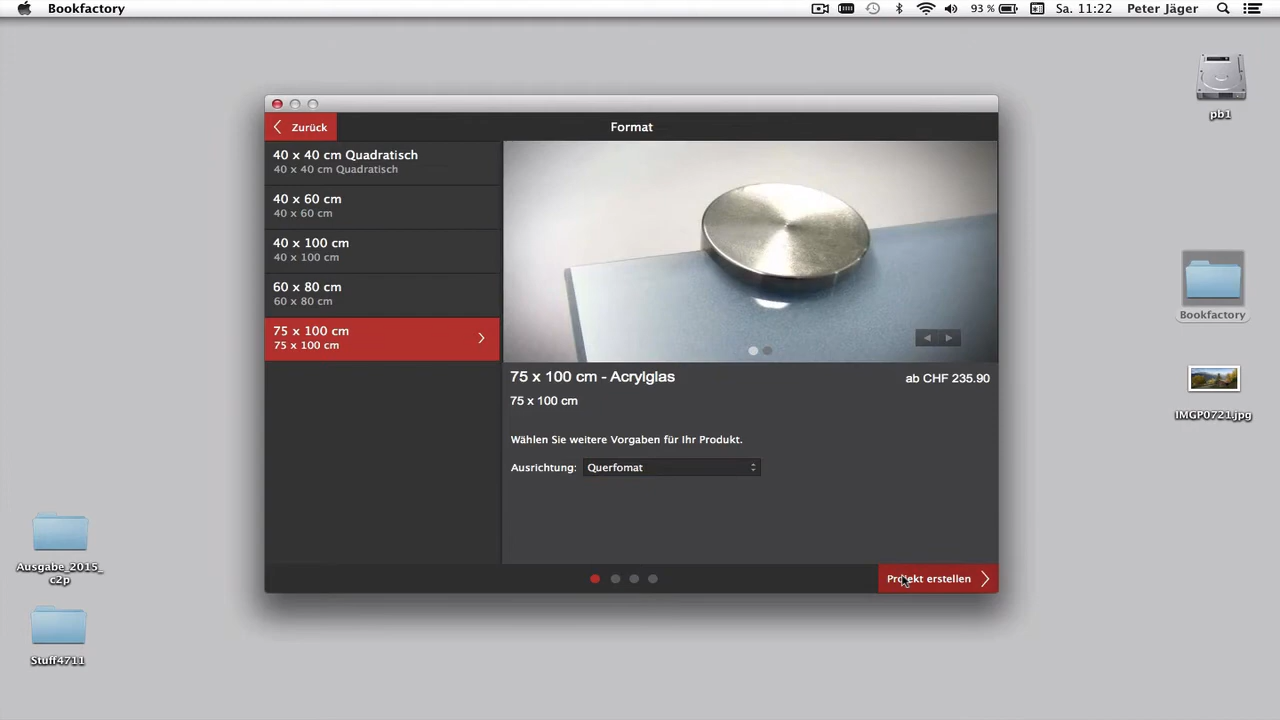 Bookfactory
93 %
Sa. 11:22
Peter Jäger
pb1
Zurück
Format
40 x 40 cm Quadratisch
40 x 40 cm Quadratisch
40 x 60 cm
40 x 60 cm
40 x 100 cm
40 x 100 cm
60 x 80 cm
60 x 80 cm
75 x 100 cm
75 x 100 cm
75 x 100 cm - Acrylglas
ab CHF 235.90
75 x 100 cm
Wählen Sie weitere Vorgaben für Ihr Produkt.
Ausrichtung:
Querfomat
Projekt erstellen
Bookfactory
IMGP0721.jpg
Ausgabe_2015_
c2p
Stuff4711